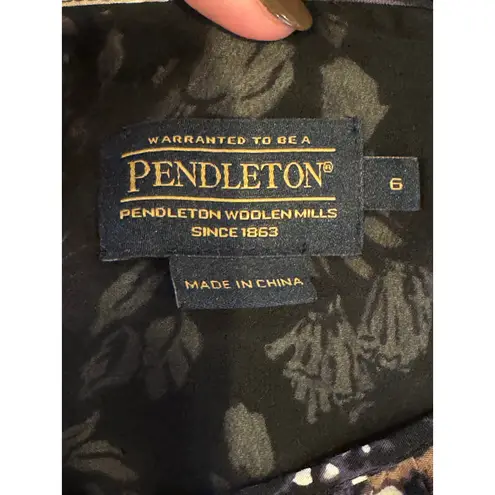 WARRANTED TO BE A
PENDLETON®
PENDLETON WOOLEN MILLS
SINCE 1863
6
MADE IN CHINA